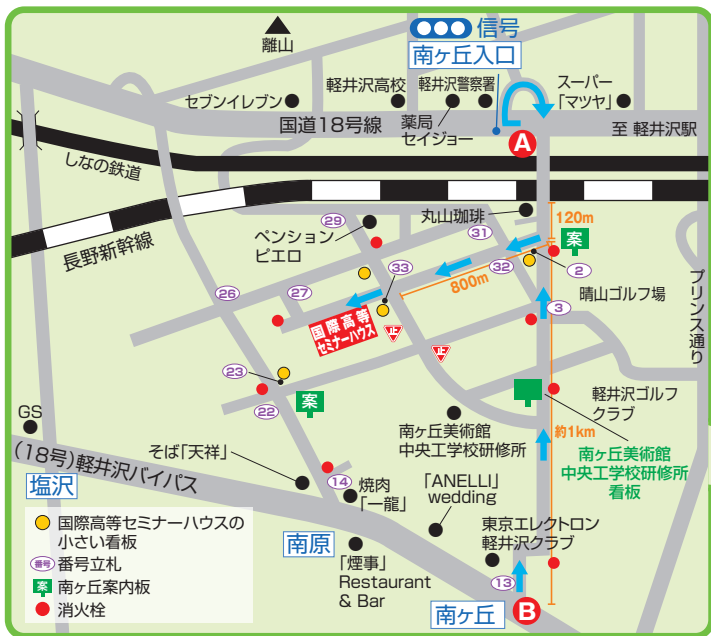 離山
信号
南ヶ丘入口
セブンイレブン
軽井沢高校
軽井沢警察署
スーパー
「マツヤ」
国道18号線
薬局
セイジョー
至 軽井沢駅
A
しなの鉄道
長野新幹線
29
ペンション
ピエロ
丸山珈琲
31
120m
案
2
32
33
800m
26
27
3
晴山ゴルフ場
プリンス通り
国際高等
セミナーハウス
止
止
23
22
案
GS
(18号)軽井沢バイパス
塩沢
そば「天祥」
14
焼肉
「一龍」
南ヶ丘美術館
中央工学校研修所
軽井沢ゴルフ
クラブ
約1km
南ヶ丘美術館
中央工学校研修所
看板
「ANELLI」
wedding
東京エレクトロン
軽井沢クラブ
南原
「煙事」
Restaurant
& Bar
13
南ヶ丘
B
国際高等セミナーハウスの
小さい看板
番号 番号立札
案 南ヶ丘案内板
消火栓